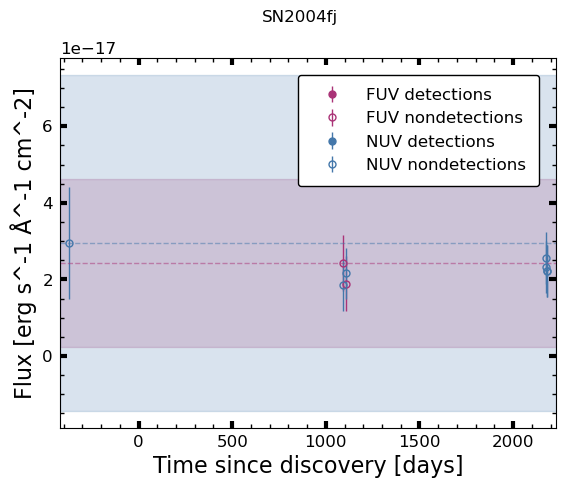 SN2004fj
1e−17
FUV detections
FUV nondetections
NUV detections
NUV nondetections
6
4
2
0
Flux [erg s^-1 Å^-1 cm^-2]
0 500 1000 1500 2000
Time since discovery [days]